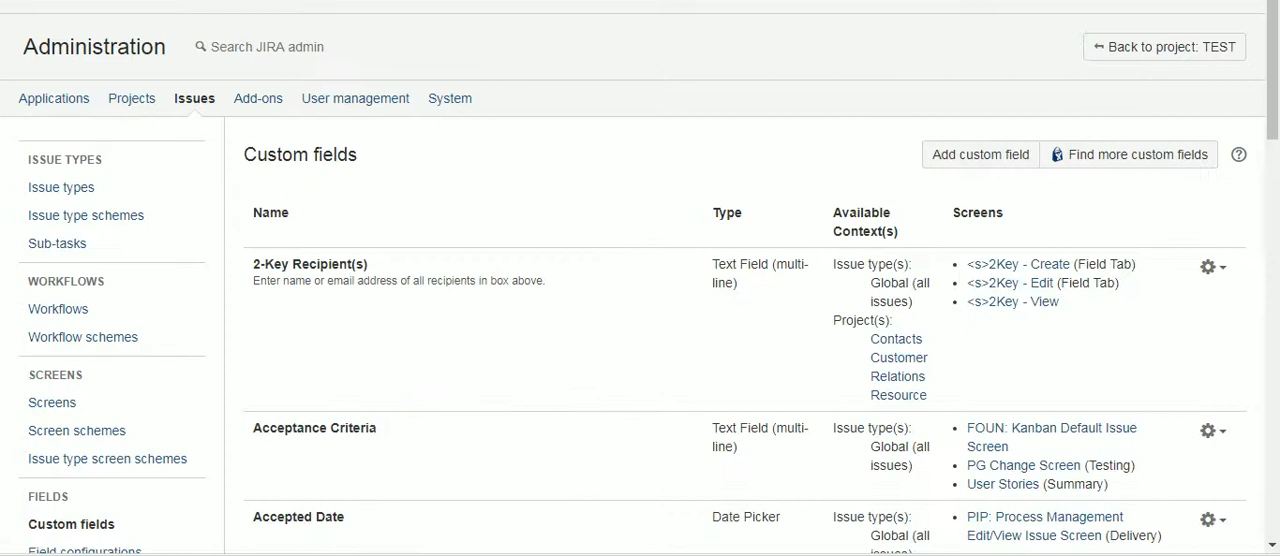 Administration
Search JIRA admin
Back to project: TEST
Applications Projects Issues Add-ons User management System
ISSUE TYPES
Issue types
Issue type schemes
Sub-tasks
WORKFLOWS
Workflows
Workflow schemes
SCREENS
Screens
Screen schemes
Issue type screen schemes
FIELDS
Custom fields
Field configurations
Custom fields
Add custom field
Find more custom fields
Name
Type
Available
Context(s)
Screens
2-Key Recipient(s)
Enter name or email address of all recipients in box above.
Text Field (multi-
line)
Issue type(s):
Global (all
issues)
Project(s):
Contacts
Customer
Relations
Resource
<s>2Key - Create (Field Tab)
<s>2Key - Edit (Field Tab)
<s>2Key - View
Acceptance Criteria
Text Field (multi-
line)
Issue type(s):
Global (all
issues)
FOUN: Kanban Default Issue
Screen
PG Change Screen (Testing)
User Stories (Summary)
Accepted Date
Date Picker
Issue type(s):
Global (all
issues)
PIP: Process Management
Edit/View Issue Screen (Delivery)